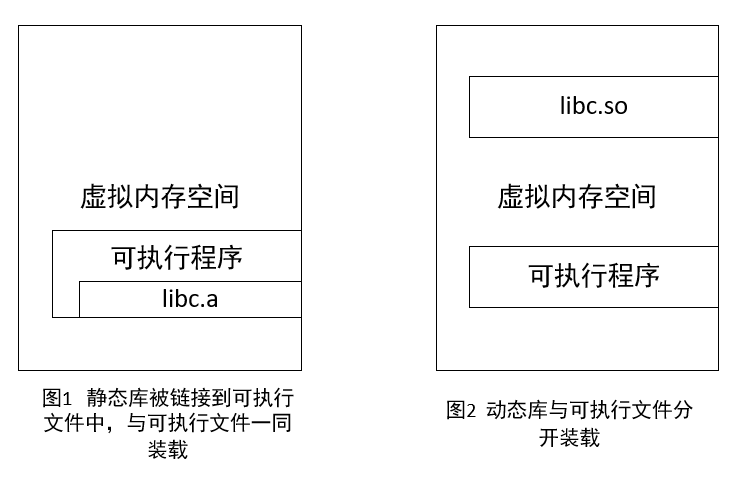 虚拟内存空间
可执行程序
libc.a
图1 静态库被链接到可执行
文件中，与可执行文件一同
装载
libc.so
虚拟内存空间
可执行程序
图2 动态库与可执行文件分
开装载